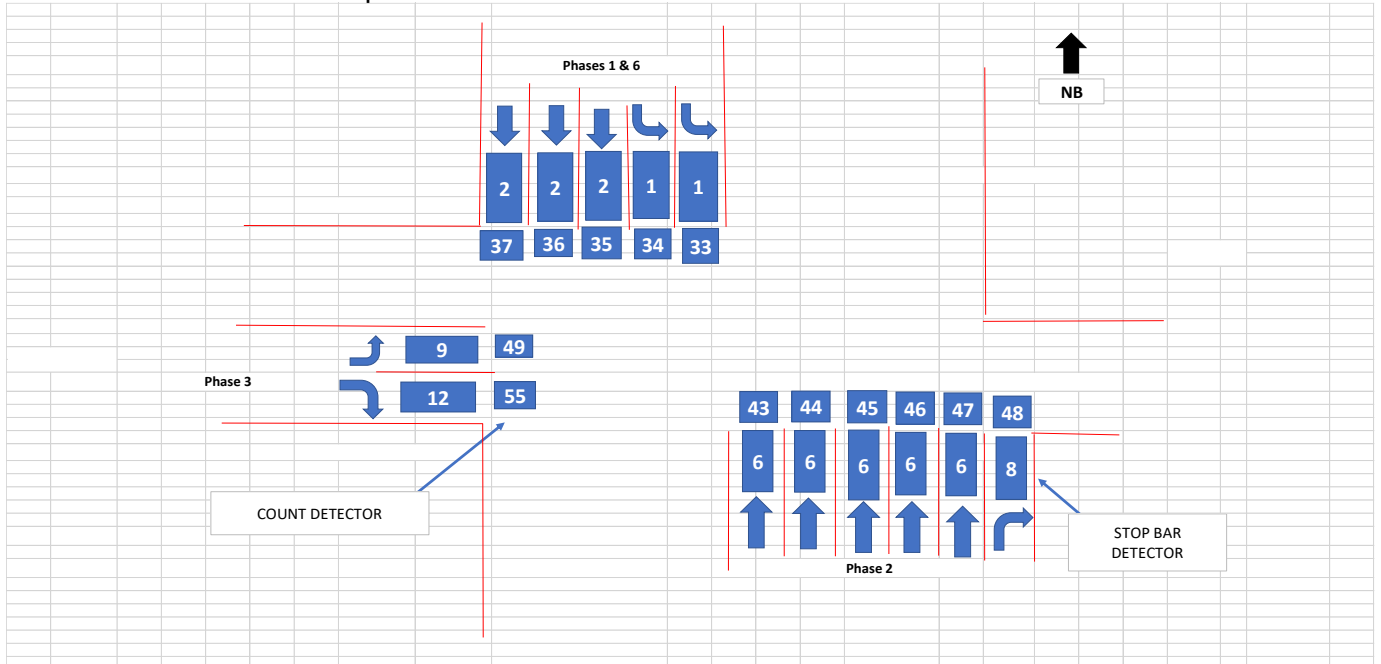 Phases 1 & 6
NB
2 2 2 1 1
37 36 35 34 33
9 49
Phase 3
12 55
43 44 45 46 47 48
6 6 6 6 6 8
COUNT DETECTOR
STOP BAR
DETECTOR
Phase 2